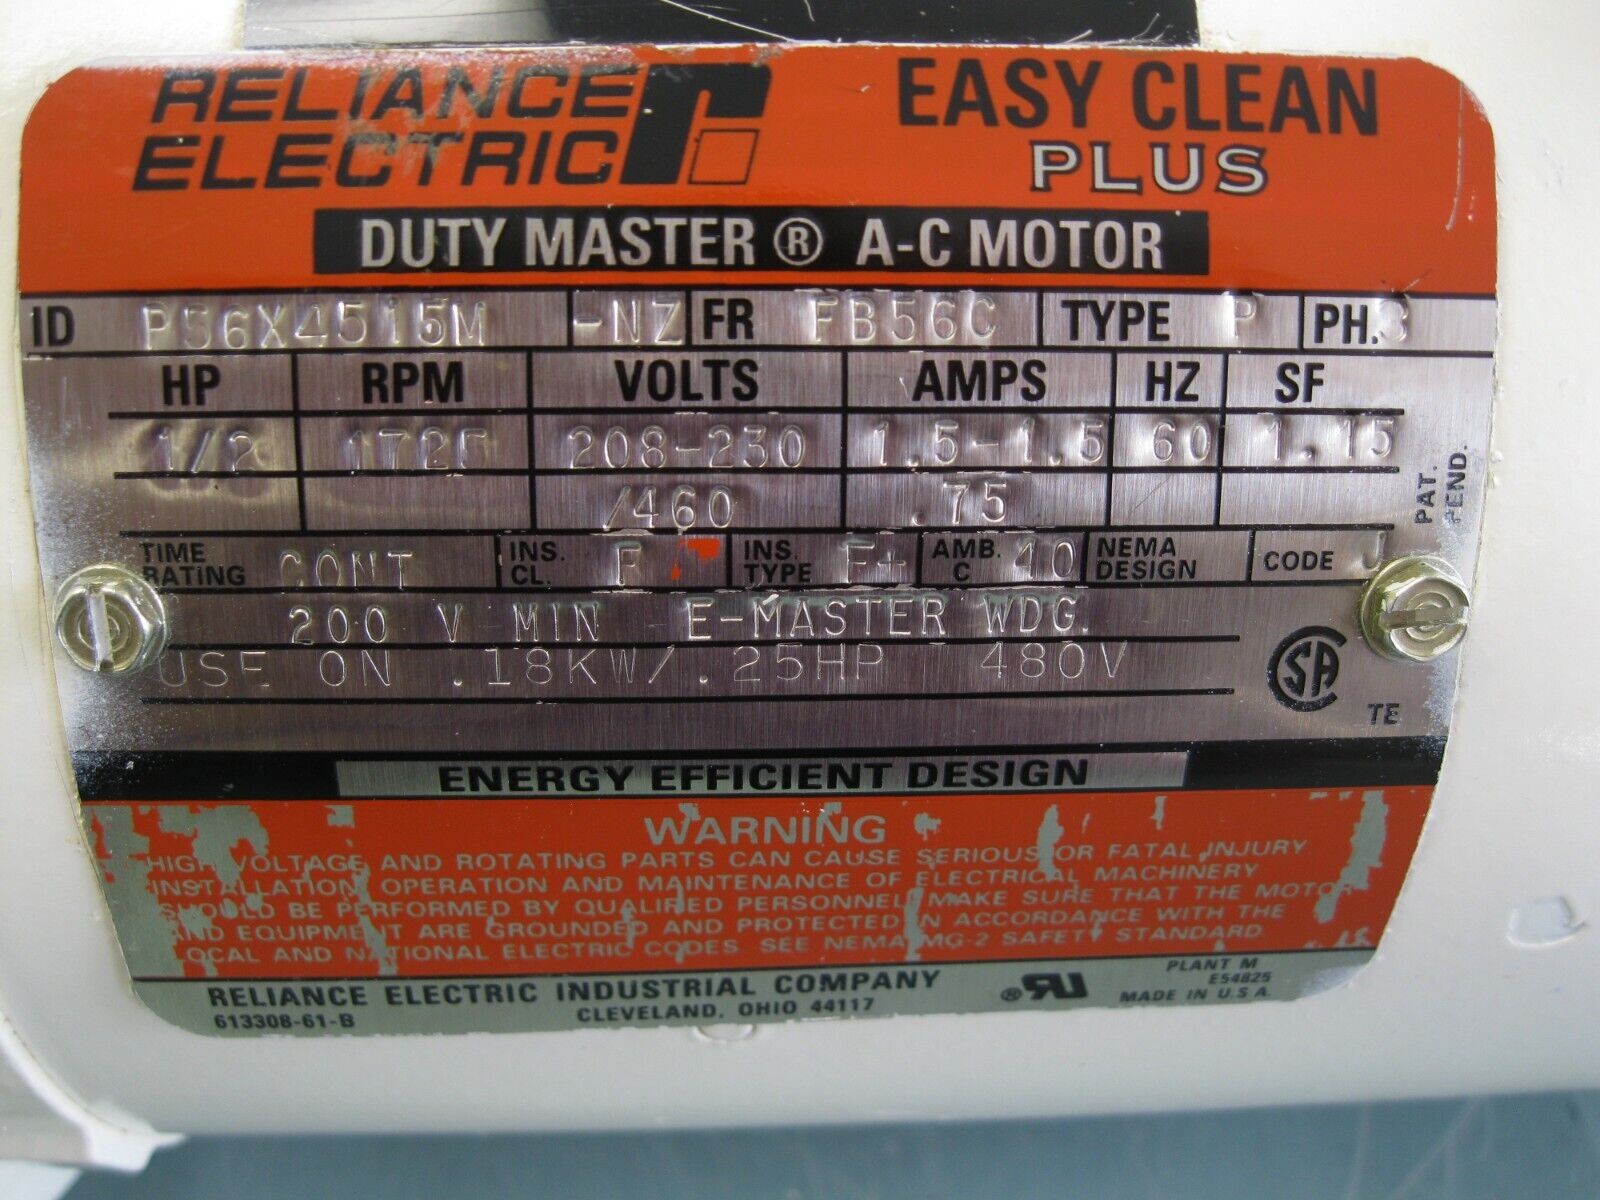 RELIANCE
ELECTRIC
EASY CLEAN
PLUS
DUTY MASTER ® A-C MOTOR
ID P56X4515M -NZ FR FB56C TYPE P PH.3
HP RPM VOLTS AMPS HZ SF
1/2 1725 208-230 1.5-1.5 60 1.15
/460 .75
PAT.
PEND.
TIME
RATING CONT INS.
CL. F INS.
TYPE F+ AMB.
C 40 NEMA
DESIGN CODE J
200 V MIN E-MASTER WDG.
USE ON .18KW/.25HP 480V
SA
TE
ENERGY EFFICIENT DESIGN
WARNING
HIGH VOLTAGE AND ROTATING PARTS CAN CAUSE SERIOUS OR FATAL INJURY
INSTALLATION, OPERATION AND MAINTENANCE OF ELECTRICAL MACHINERY
SHOULD BE PERFORMED BY QUALIFIED PERSONNEL MAKE SURE THAT THE MOTOR
AND EQUIPMENT ARE GROUNDED AND PROTECTED IN ACCORDANCE WITH THE
LOCAL AND NATIONAL ELECTRIC CODES SEE NEMA MG-2 SAFETY STANDARD.
RELIANCE ELECTRIC INDUSTRIAL COMPANY
613308-61-B CLEVELAND, OHIO 44117
® RU
PLANT M
E54825
MADE IN U.S.A.